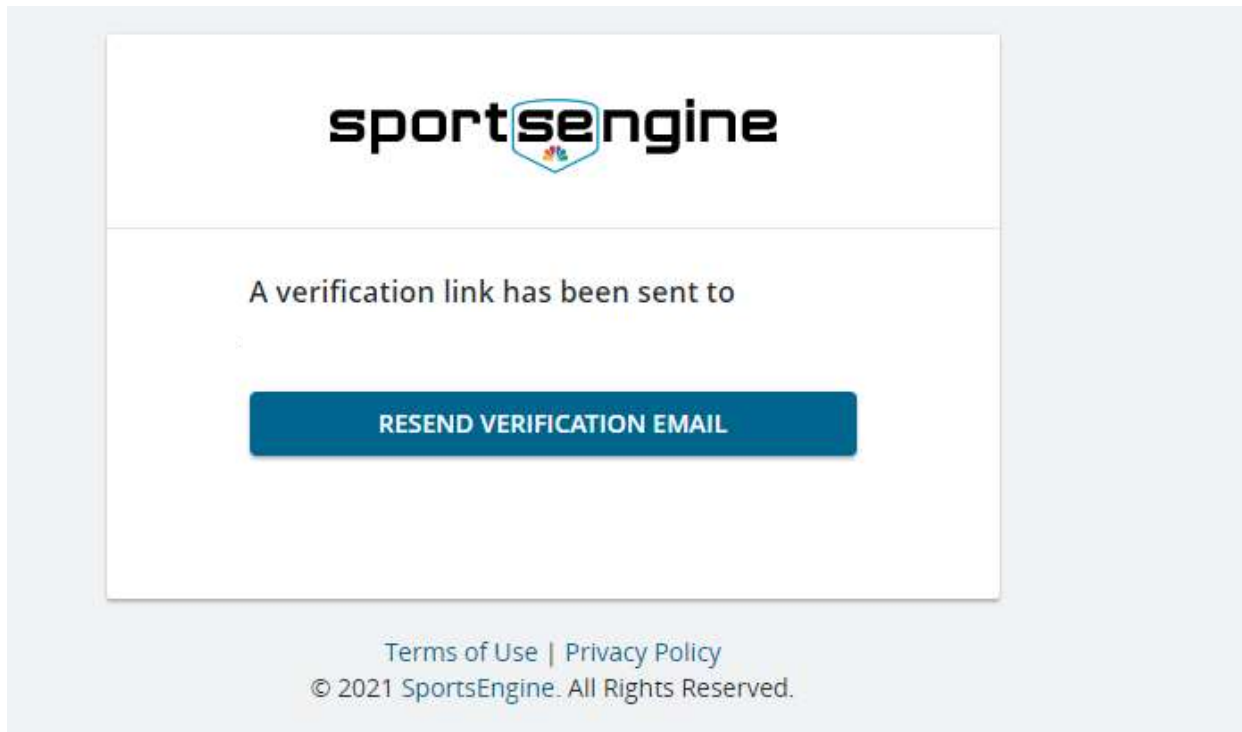 sportsengine
A verification link has been sent to
RESEND VERIFICATION EMAIL
Terms of Use | Privacy Policy
© 2021 SportsEngine. All Rights Reserved.